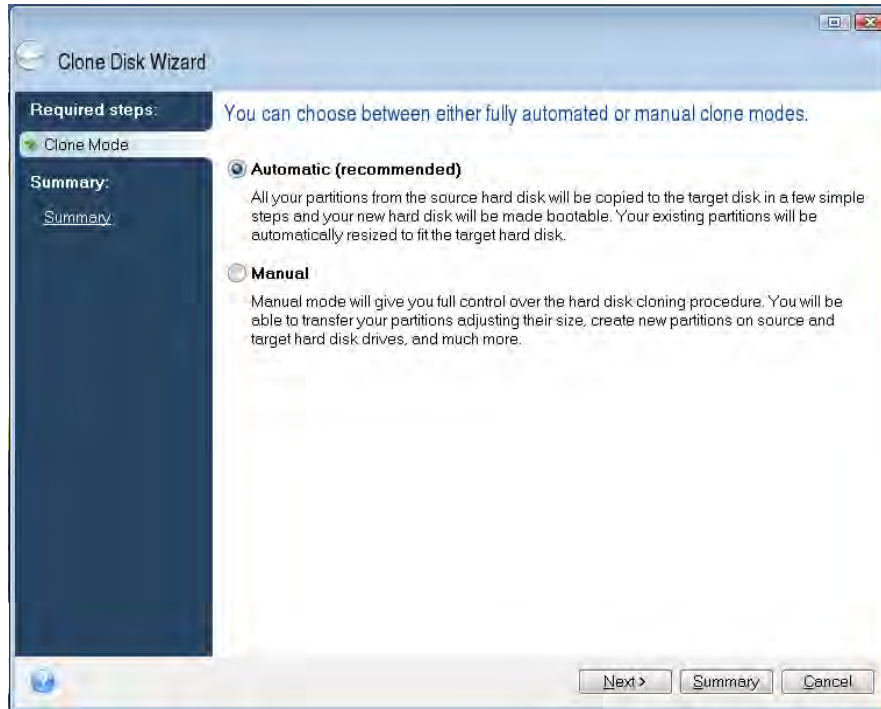 Clone Disk Wizard
Required steps:
Clone Mode
Summary:
Summary
You can choose between either fully automated or manual clone modes.
Automatic (recommended)
All your partitions from the source hard disk will be copied to the target disk in a few simple
steps and your new hard disk will be made bootable. Your existing partitions will be
automatically resized to fit the target hard disk.
Manual
Manual mode will give you full control over the hard disk cloning procedure. You will be
able to transfer your partitions adjusting their size, create new partitions on source and
target hard disk drives, and much more.
Next >
Summary
Cancel